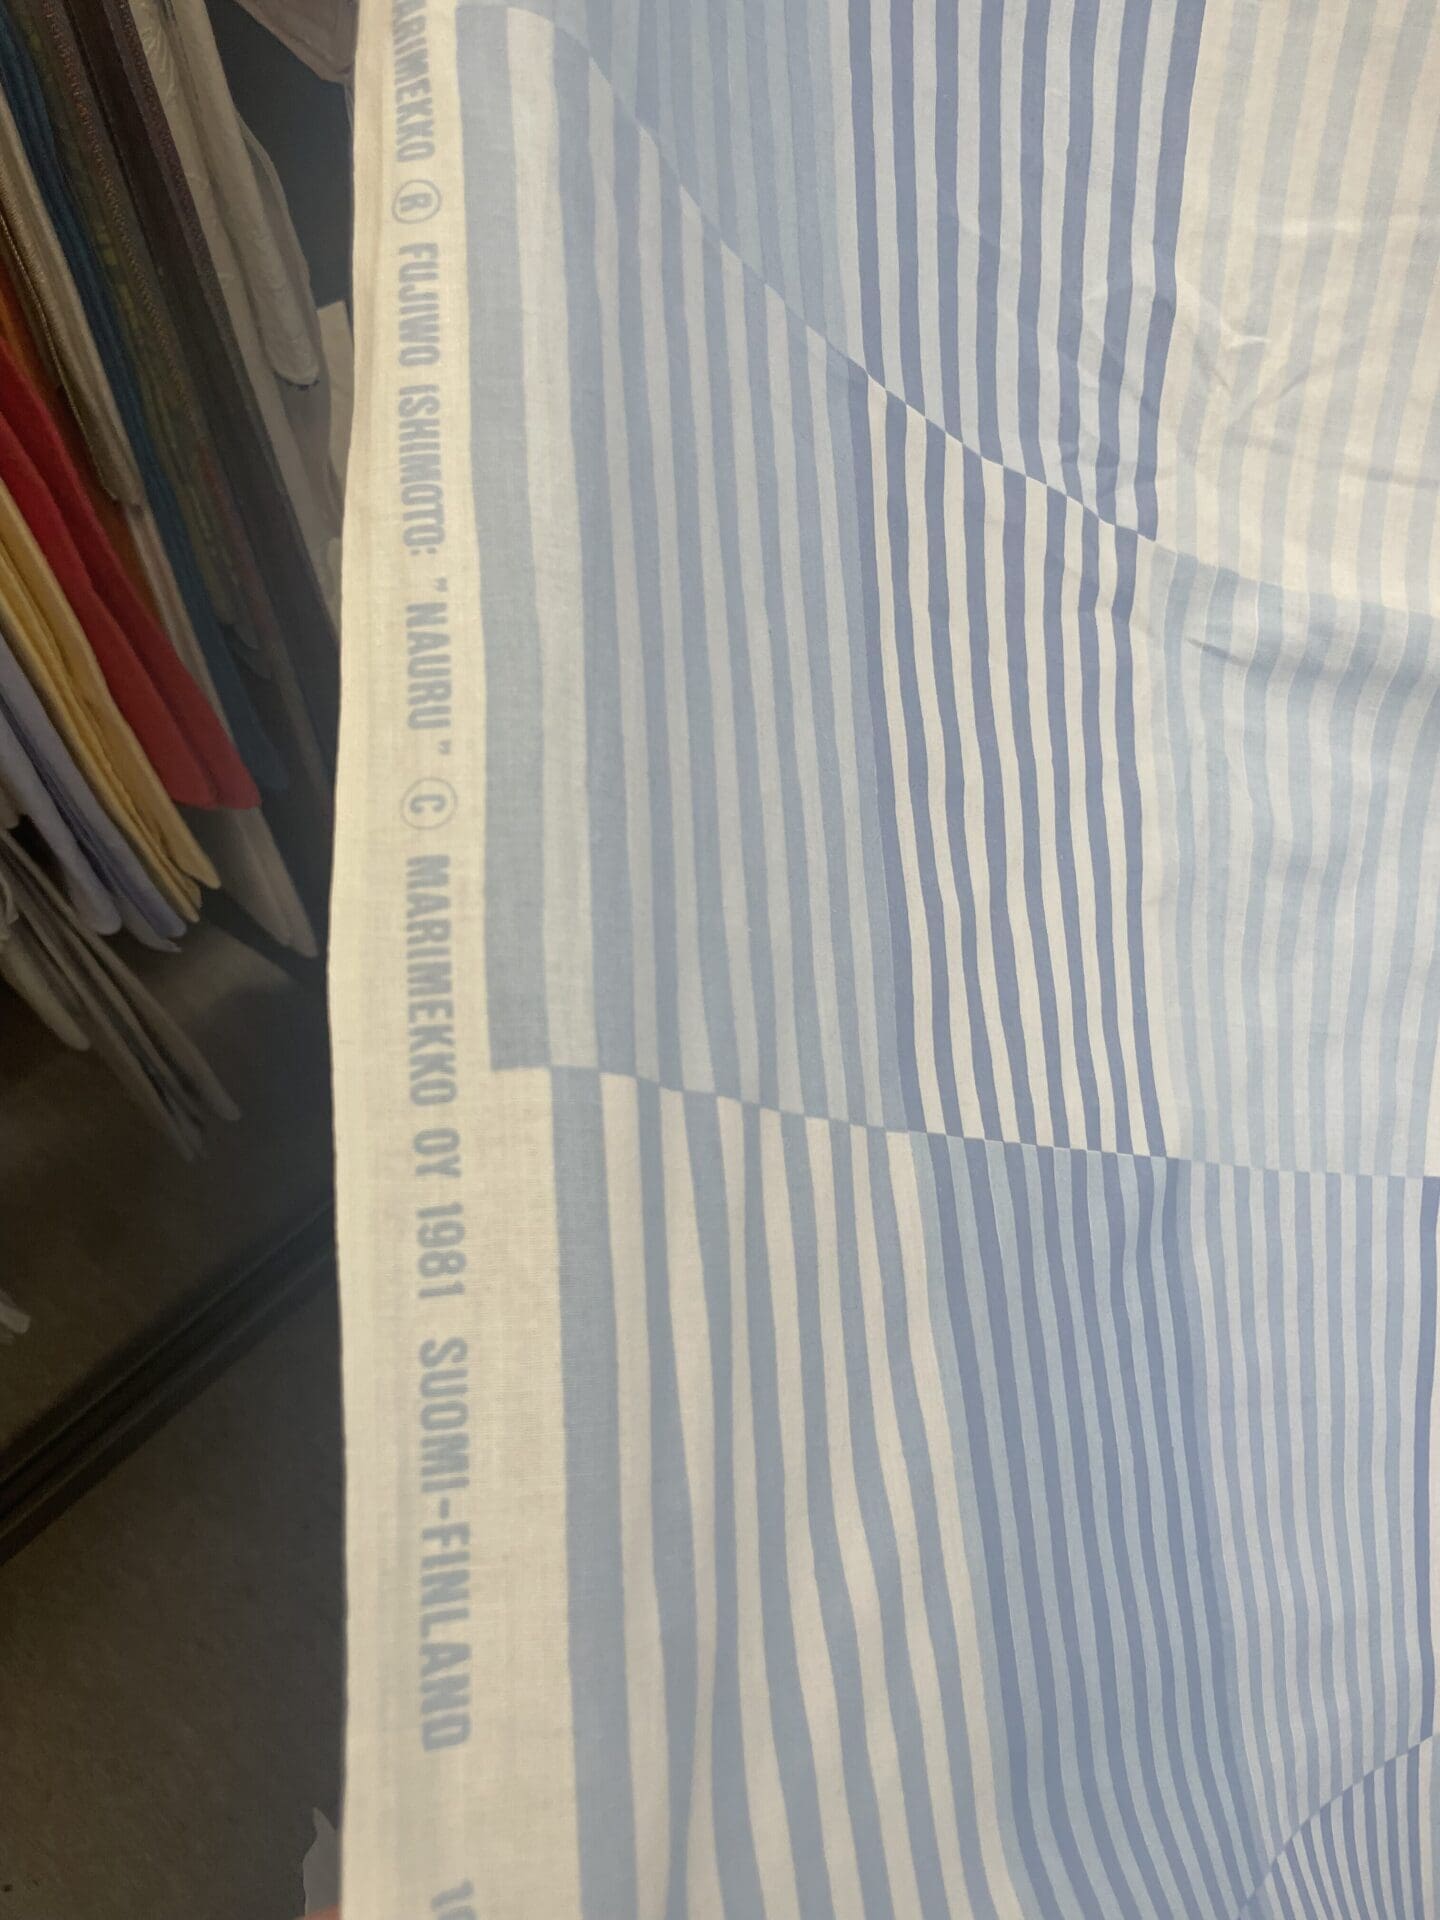 MARIMEKKO ® FUJIWO ISHIMOTO: "NAURU" © MARIMEKKO OY 1981 SUOMI-FINLAND